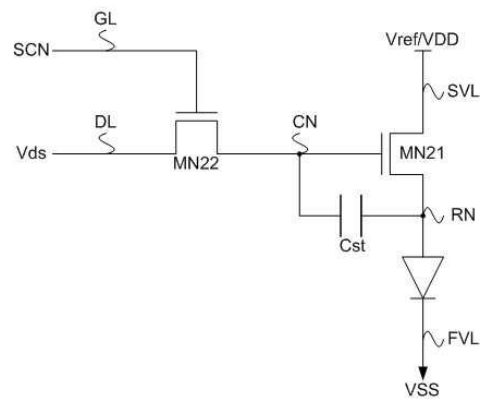 GL
SCN
Vref/VDD
SVL
DL
CN
Vds
MN22
MN21
RN
Cst
FVL
VSS